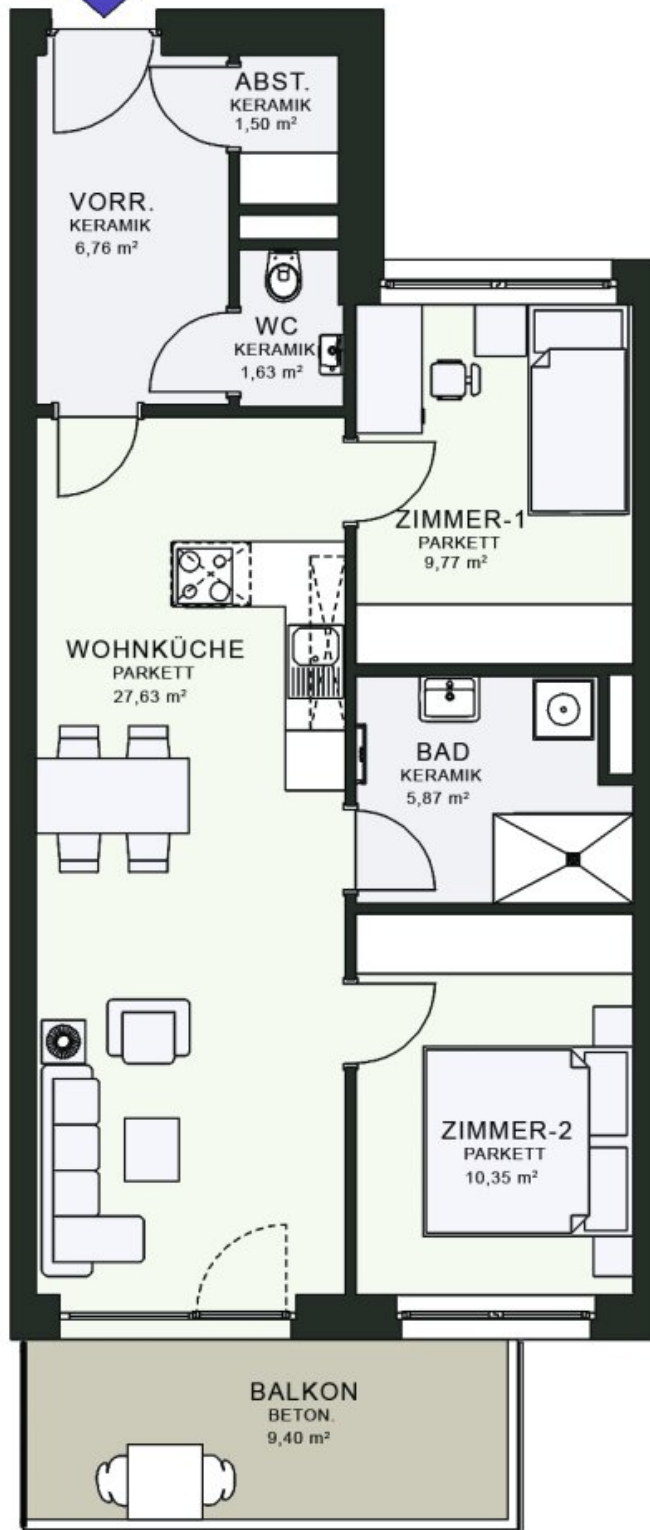 ABST.
KERAMIK
1,50 m²
VORR.
KERAMIK
6,76 m²
WC
KERAMIK
1,63 m²
ZIMMER-1
PARKETT
9,77 m²
WOHNKÜCHE
PARKETT
27,63 m²
BAD
KERAMIK
5,87 m²
ZIMMER-2
PARKETT
10,35 m²
BALKON
BETON.
9,40 m²